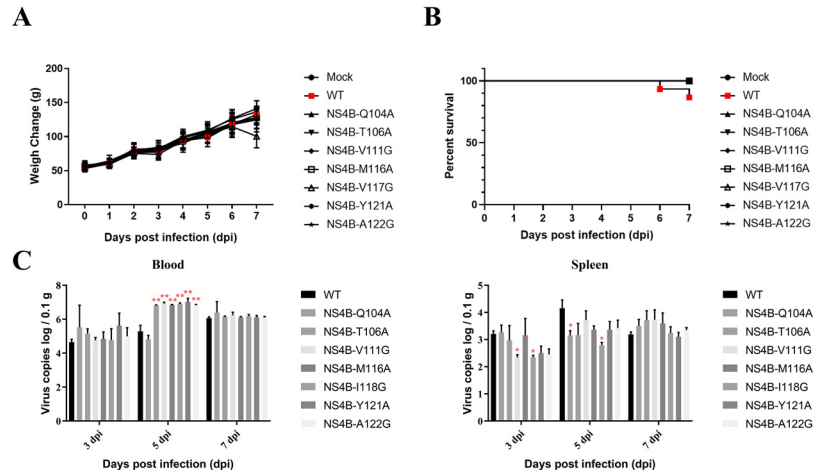 A
200
150
100
50
0
Weigh Change (g)
0 1 2 3 4 5 6 7
Days post infection (dpi)
Mock
WT
NS4B-Q104A
NS4B-T106A
NS4B-V111G
NS4B-M116A
NS4B-V117G
NS4B-Y121A
NS4B-A122G
B
100
50
0
Percent survival
0 1 2 3 4 5 6 7
Days post infection (dpi)
Mock
WT
NS4B-Q104A
NS4B-T106A
NS4B-V111G
NS4B-M116A
NS4B-V117G
NS4B-Y121A
NS4B-A122G
C
Blood
8
6
4
2
0
Virus copies log / 0.1 g
** ** ** ** ** **
3 dpi 5 dpi 7 dpi
Days post infection (dpi)
WT
NS4B-Q104A
NS4B-T106A
NS4B-V111G
NS4B-M116A
NS4B-I118G
NS4B-Y121A
NS4B-A122G
Spleen
5
4
3
2
1
0
Virus copies log / 0.1 g
* * * *
3 dpi 5 dpi 7 dpi
Days post infection (dpi)
WT
NS4B-Q104A
NS4B-T106A
NS4B-V111G
NS4B-M116A
NS4B-I118G
NS4B-Y121A
NS4B-A122G